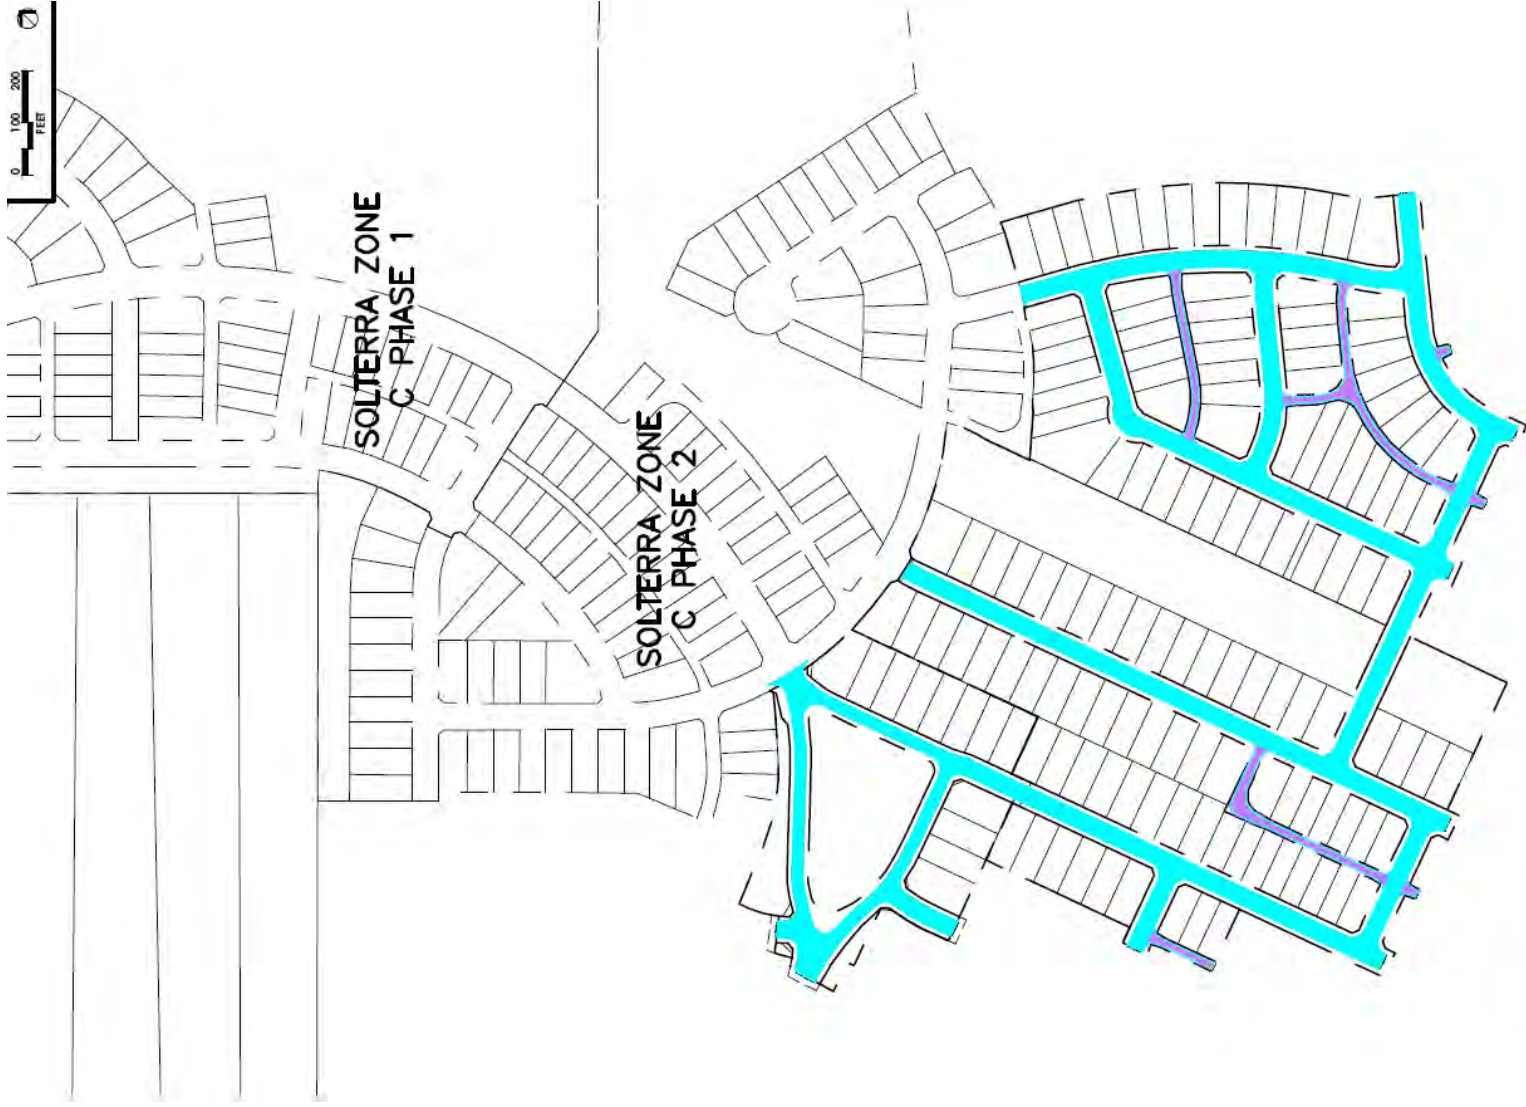 0 100 200
FEET
SOLTERRA ZONE
C PHASE 1
SOLTERRA ZONE
C PHASE 2